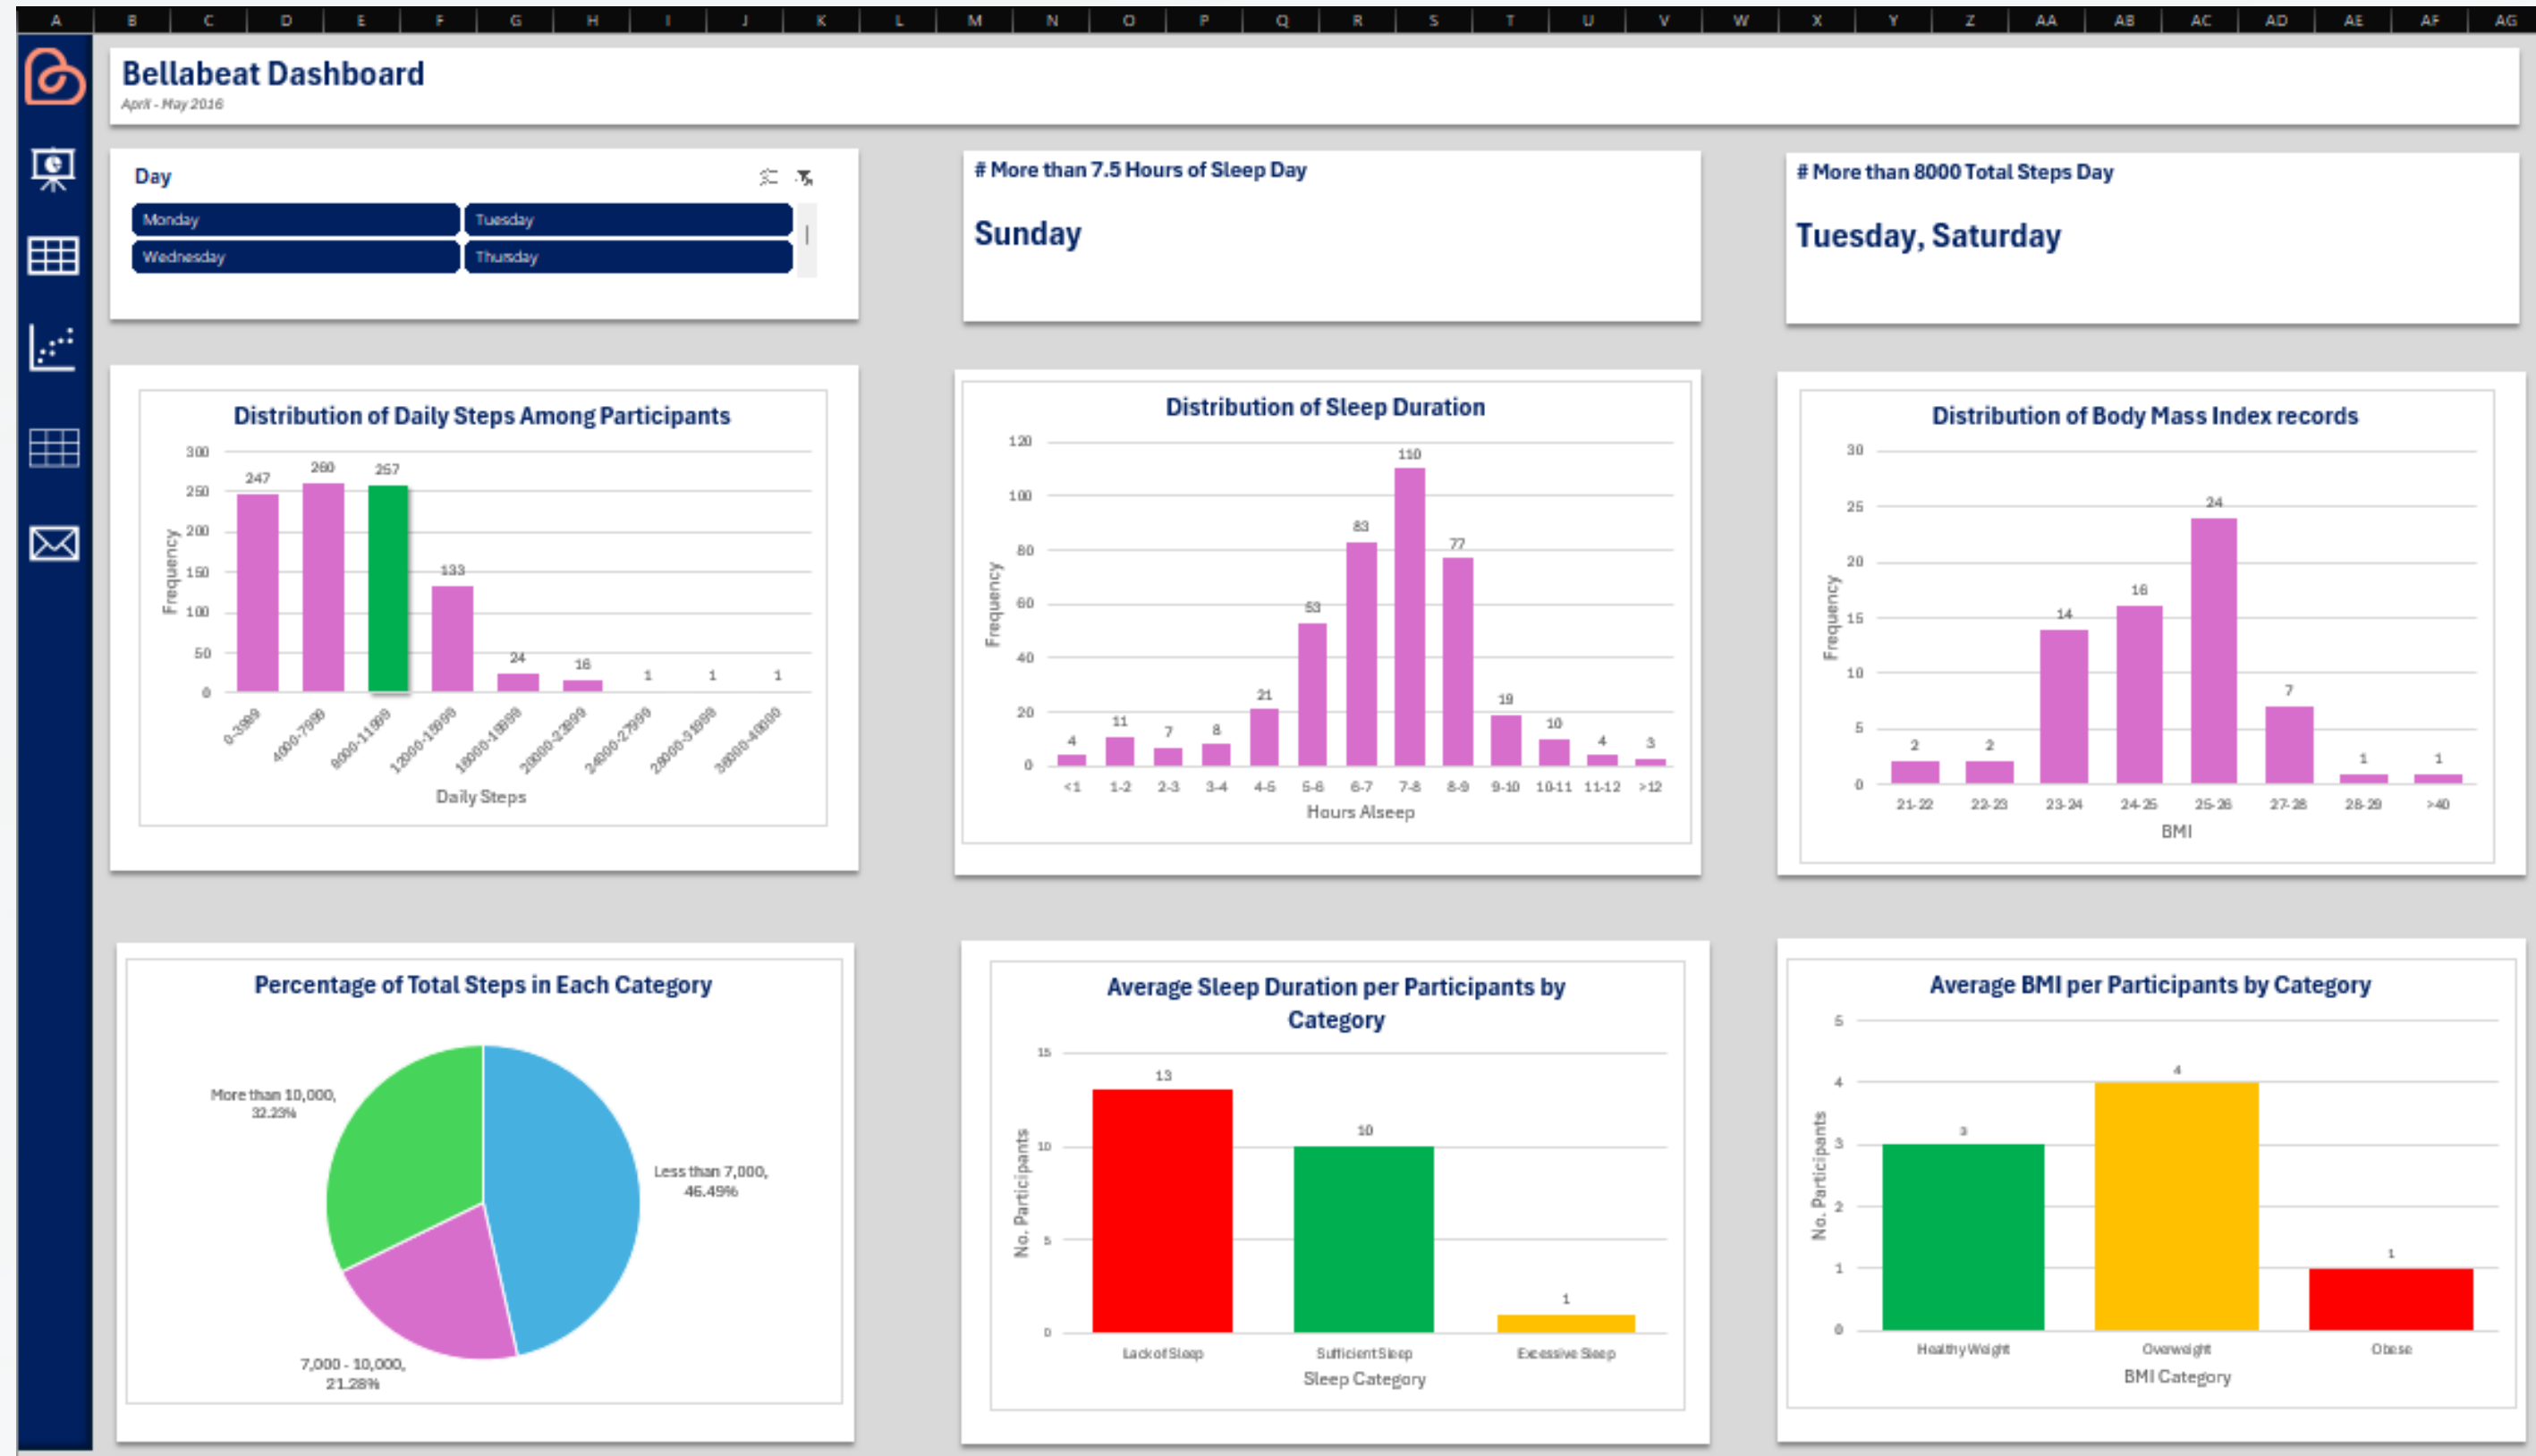 A B C D E F G H I J K L M N O P Q R S T U V W X Y Z AA AB AC AD AE AF AG
Bellabeat Dashboard
April - May 2016
Day
Monday Tuesday
Wednesday Thursday
# More than 7.5 Hours of Sleep Day
Sunday
# More than 8000 Total Steps Day
Tuesday, Saturday
Distribution of Daily Steps Among Participants
Frequency
300
250
200
150
100
50
0
247 260 257 133 24 16 1 1 1
0-3999 4000-7999 8000-11999 12000-15999 16000-19999 20000-23999 24000-27999 28000-31999 36000-40000
Daily Steps
Distribution of Sleep Duration
Frequency
120
100
80
60
40
20
0
4 11 7 8 21 53 83 110 77 19 10 4 3
<1 1-2 2-3 3-4 4-5 5-6 6-7 7-8 8-9 9-10 10-11 11-12 >12
Hours Alseep
Distribution of Body Mass Index records
Frequency
30
25
20
15
10
5
0
2 2 14 16 24 7 1 1
21-22 22-23 23-24 24-25 25-26 27-28 28-29 >40
BMI
Percentage of Total Steps in Each Category
More than 10,000,
32.23%
Less than 7,000,
46.49%
7,000 - 10,000,
21.28%
Average Sleep Duration per Participants by
Category
No. Participants
15
10
5
0
13 10 1
Lack of Sleep Sufficient Sleep Excessive Sleep
Sleep Category
Average BMI per Participants by Category
No. Participants
5
4
3
2
1
0
3 4 1
Healthy Weight Overweight Obese
BMI Category